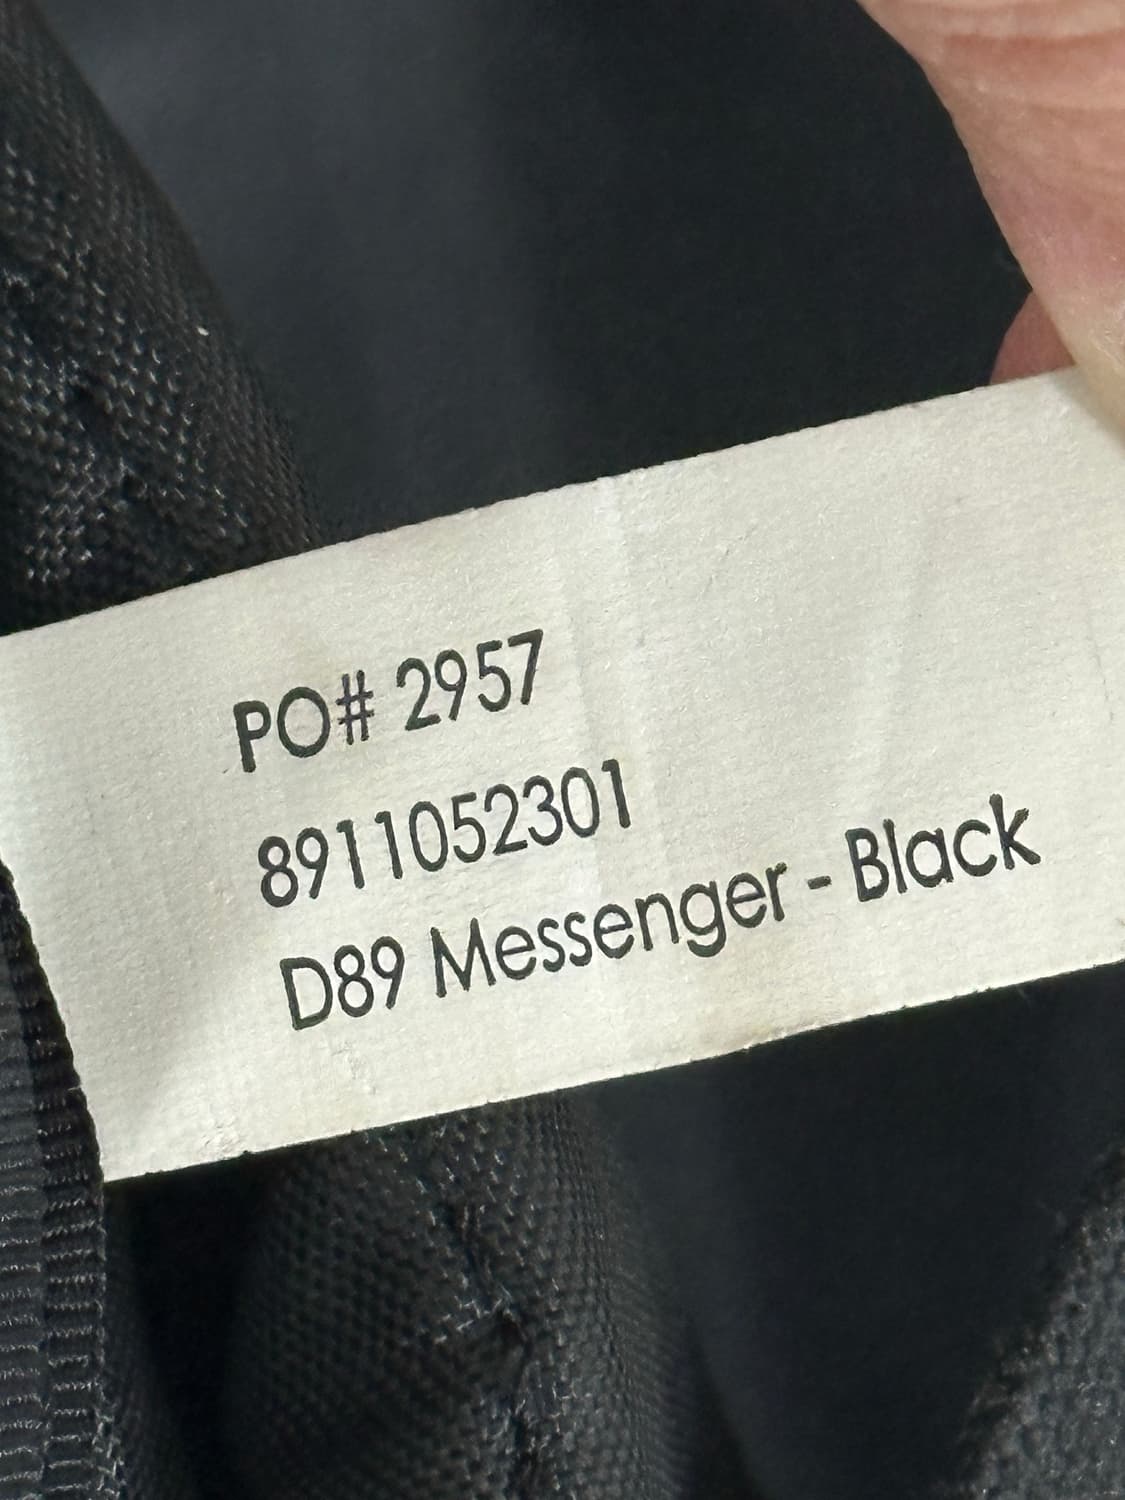 PO# 2957
8911052301
D89 Messenger - Black